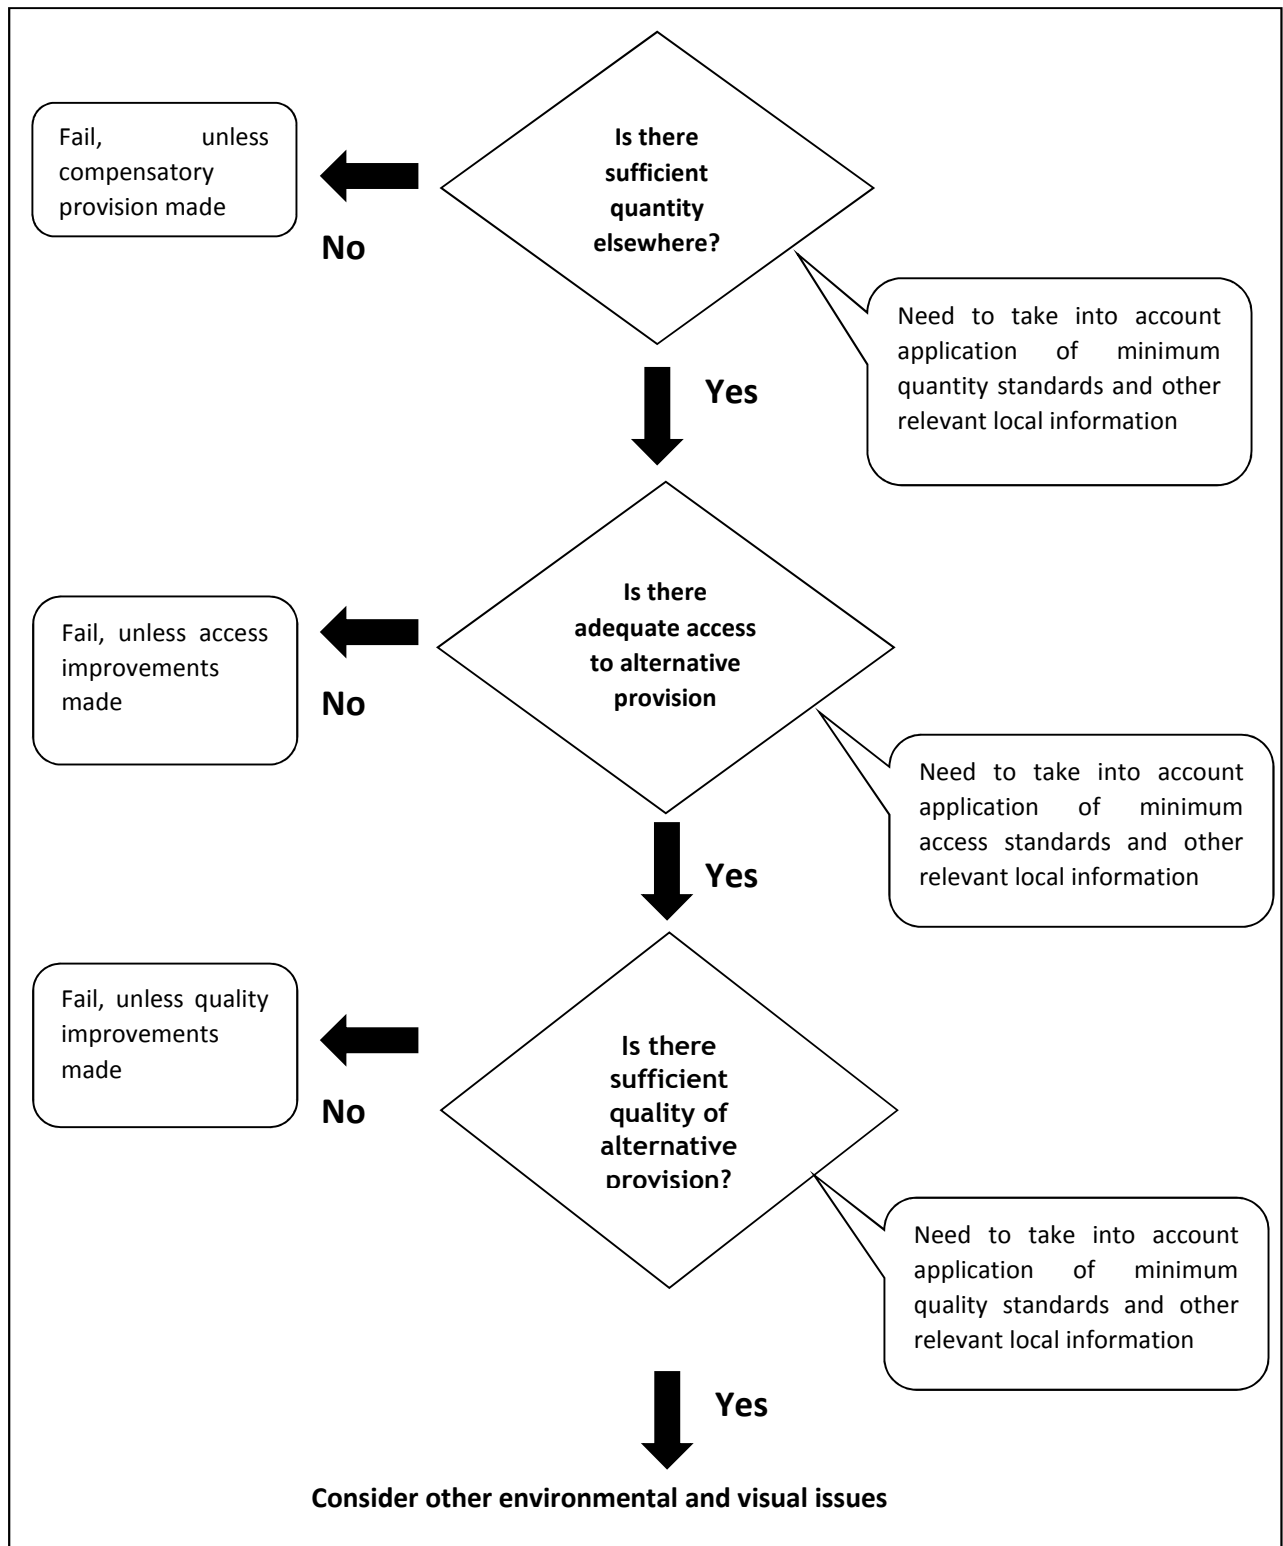 Is there
sufficient
quantity
elsewhere?
Fail, unless
compensatory
provision made
No
Need to take into account
application of minimum
quantity standards and other
relevant local information
Yes
Is there
adequate access
to alternative
provision
Fail, unless access
improvements
made
No
Need to take into account
application of minimum
access standards and other
relevant local information
Yes
Is there
sufficient
quality of
alternative
provision?
Fail, unless quality
improvements
made
No
Need to take into account
application of minimum
quality standards and other
relevant local information
Yes
Consider other environmental and visual issues